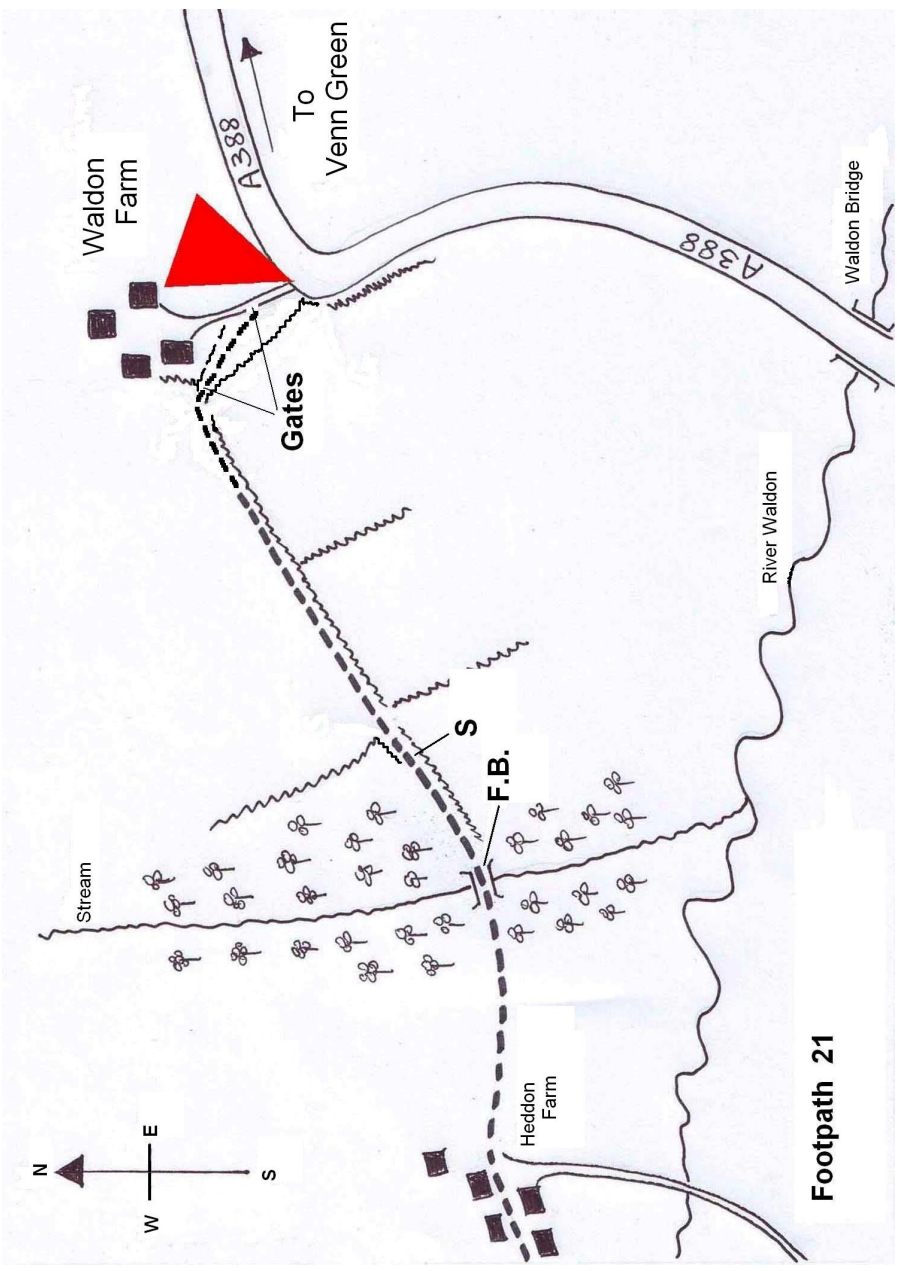 N
W
E
S
Stream
Waldon
Farm
A388
To
Venn Green
Gates
S
F.B.
Heddon
Farm
River Waldon
A388
Waldon Bridge
Footpath 21